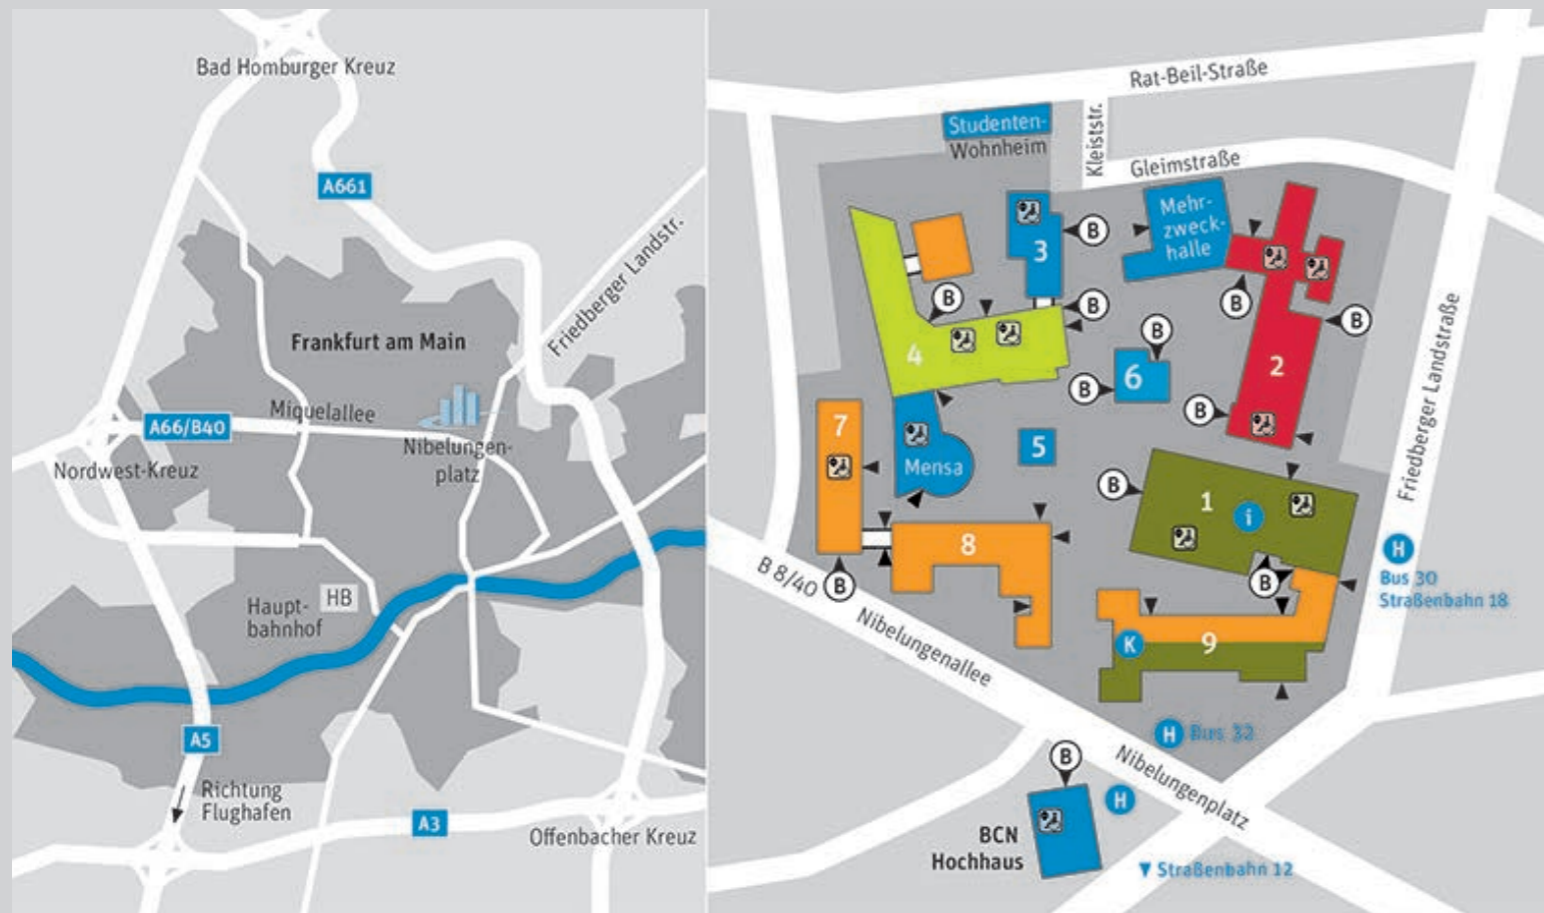 Bad Homburger Kreuz
A661
Friedberger Landstr.
Frankfurt am Main
Miquelallee
A66/B40
Nibelungen-
platz
Nordwest-Kreuz
HB
Haupt-
bahnhof
A5
Richtung
Flughafen
A3
Offenbacher Kreuz
Rat-Beil-Straße
Studenten-
Wohnheim
Kleiststr.
Gleimstraße
Mehr-
zweck-
halle
3
B
B
B
B
B
4
B
6
B
2
B
7
5
Mensa
Friedberger Landstraße
B
1
i
8
H
Bus 30
Straßenbahn 18
B 8/40
B
B
Nibelungenallee
K
9
H Bus 32
B
Nibelungenplatz
H
BCN
Hochhaus
Straßenbahn 12